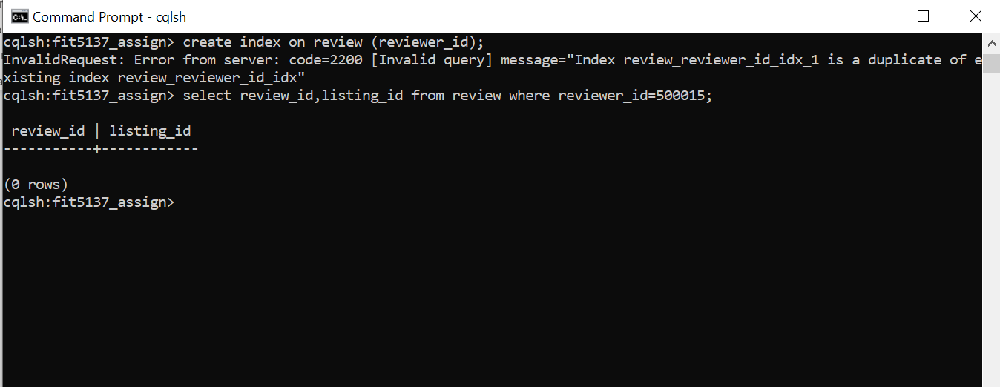 Command Prompt - cqlsh
cqlsh:fit5137_assign> create index on review (reviewer_id);
InvalidRequest: Error from server: code=2200 [Invalid query] message="Index review_reviewer_id_idx_1 is a duplicate of e
xisting index review_reviewer_id_idx"
cqlsh:fit5137_assign> select review_id,listing_id from review where reviewer_id=500015;
review_id | listing_id
-----------+------------
(0 rows)
cqlsh:fit5137_assign>